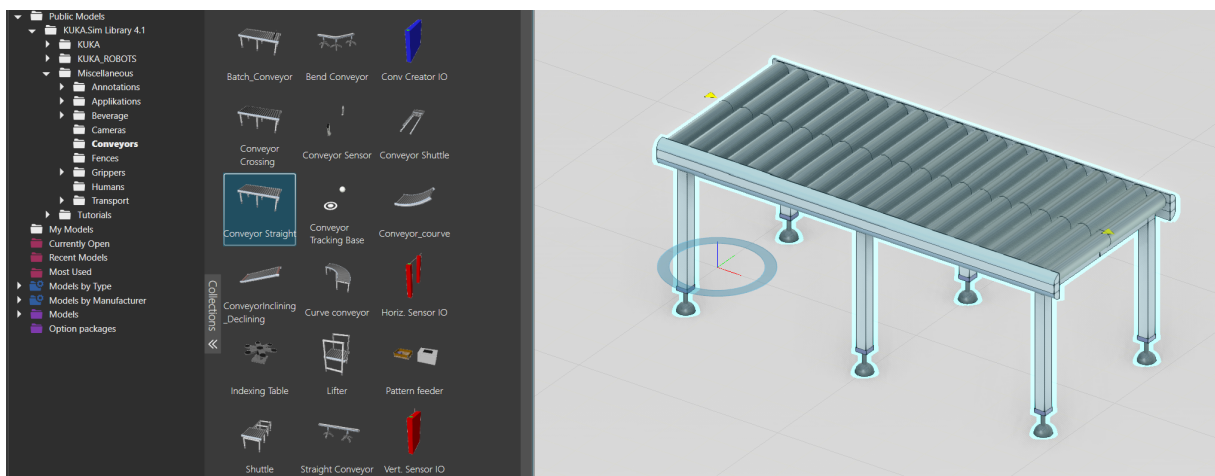 Public Models
KUKA.Sim Library 4.1
KUKA
KUKA_ROBOTS
Miscellaneous
Annotations
Applikations
Beverage
Cameras
Conveyors
Fences
Grippers
Humans
Transport
Tutorials
My Models
Currently Open
Recent Models
Most Used
Models by Type
Models by Manufacturer
Models
Option packages
Collections
Batch_Conveyor
Bend Conveyor
Conv Creator IO
Conveyor
Crossing
Conveyor Sensor
Conveyor Shuttle
Conveyor Straight
Conveyor
Tracking Base
Conveyor_courve
ConveyorInclining
_Declining
Curve conveyor
Horiz. Sensor IO
Indexing Table
Lifter
Pattern feeder
Shuttle
Straight Conveyor
Vert. Sensor IO